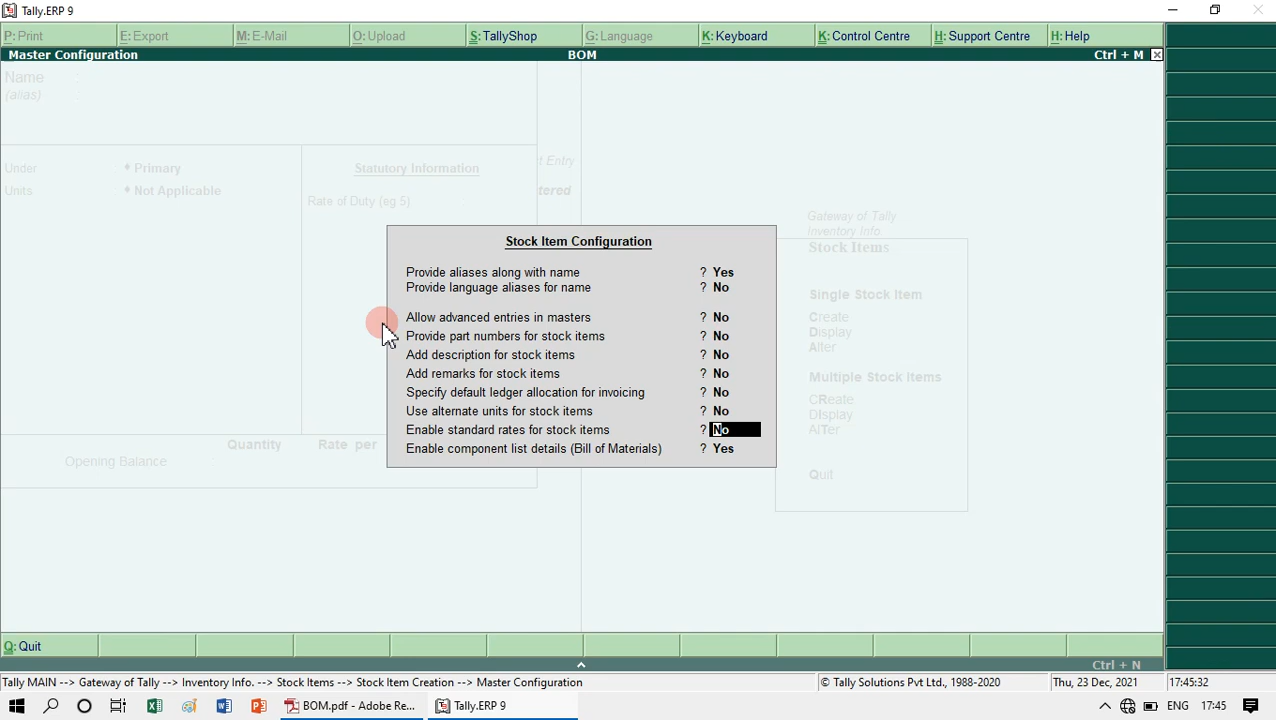 Tally.ERP 9
P: Print E: Export M: E-Mail O: Upload S: TallyShop G: Language K: Keyboard K: Control Centre H: Support Centre H: Help
Master Configuration BOM Ctrl + M
Name :
(alias) :
Under : ♦ Primary
Units : ♦ Not Applicable
Statutory Information
Rate of Duty (eg 5)
t Entry
tered
Gateway of Tally
Inventory Info.
Stock Items
Single Stock Item
Create
Display
Alter
Multiple Stock Items
CReate
DIsplay
AlTer
Quit
Stock Item Configuration
Provide aliases along with name ? Yes
Provide language aliases for name ? No
Allow advanced entries in masters ? No
Provide part numbers for stock items ? No
Add description for stock items ? No
Add remarks for stock items ? No
Specify default ledger allocation for invoicing ? No
Use alternate units for stock items ? No
Enable standard rates for stock items ? No
Enable component list details (Bill of Materials) ? Yes
Quantity Rate per
Opening Balance :
Q: Quit
Ctrl + N
Tally MAIN --> Gateway of Tally --> Inventory Info. --> Stock Items --> Stock Item Creation --> Master Configuration © Tally Solutions Pvt Ltd., 1988-2020 Thu, 23 Dec, 2021 17:45:32
BOM.pdf - Adobe Re... Tally.ERP 9 ENG 17:45